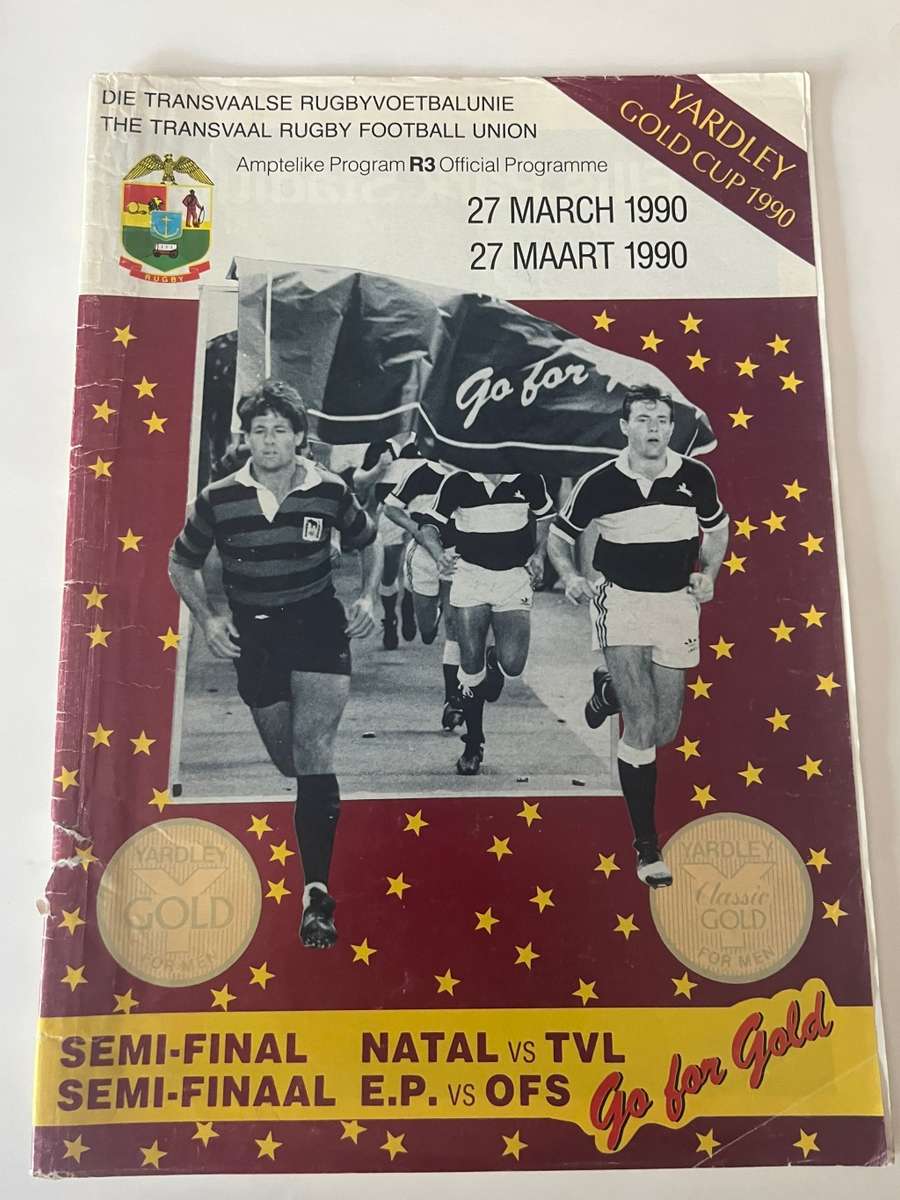 DIE TRANSVAALSE RUGBYVOETBALUNIE
THE TRANSVAAL RUGBY FOOTBALL UNION
Amptelike Program R3 Official Programme
27 MARCH 1990
27 MAART 1990
YARDLEY
GOLD CUP 1990
RUGBY
Go for
YARDLEY
Y
GOLD
FOR MEN
YARDLEY
Y
Classic
GOLD
FOR MEN
SEMI-FINAL NATAL VS TVL
SEMI-FINAAL E.P. VS OFS
Go for Gold